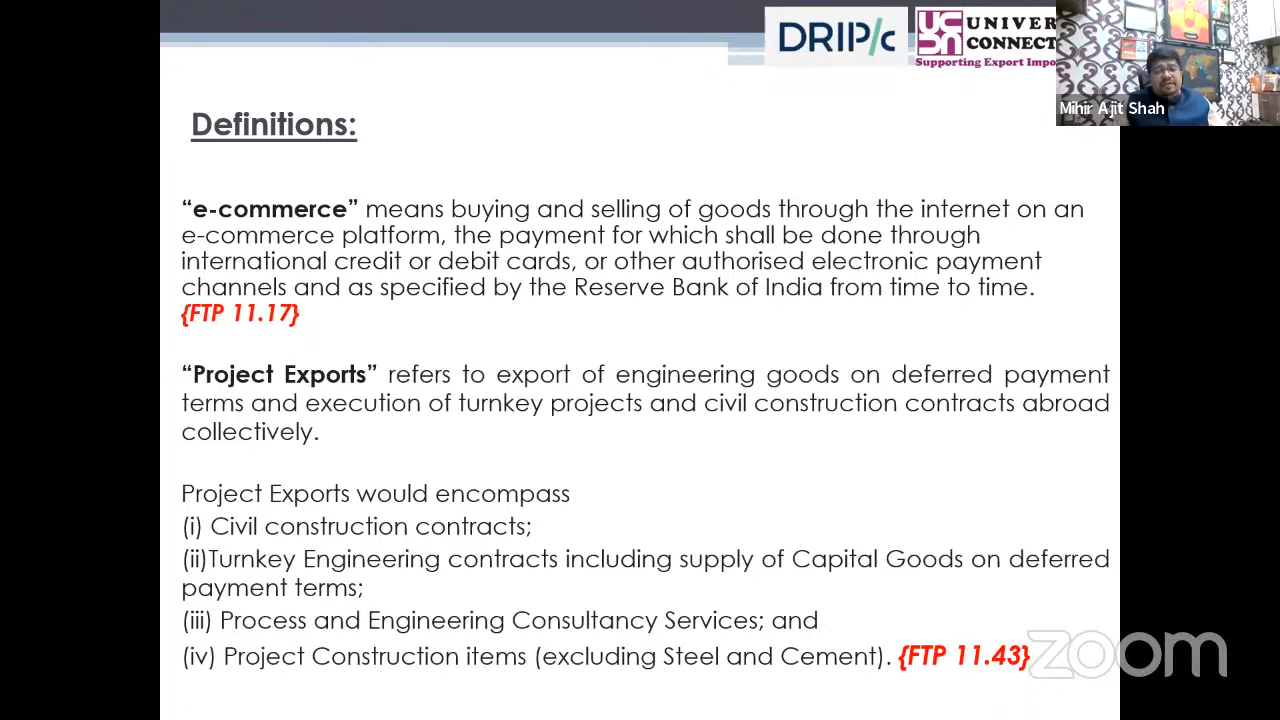 DRIP/c
UNIVER
CONNECT
Supporting Export Impo
Mihir Ajit Shah
Definitions:
“e-commerce” means buying and selling of goods through the internet on an
e-commerce platform, the payment for which shall be done through
international credit or debit cards, or other authorised electronic payment
channels and as specified by the Reserve Bank of India from time to time.
{FTP 11.17}
“Project Exports” refers to export of engineering goods on deferred payment
terms and execution of turnkey projects and civil construction contracts abroad
collectively.
Project Exports would encompass
(i) Civil construction contracts;
(ii)Turnkey Engineering contracts including supply of Capital Goods on deferred
payment terms;
(iii) Process and Engineering Consultancy Services; and
(iv) Project Construction items (excluding Steel and Cement). {FTP 11.43}
zoom